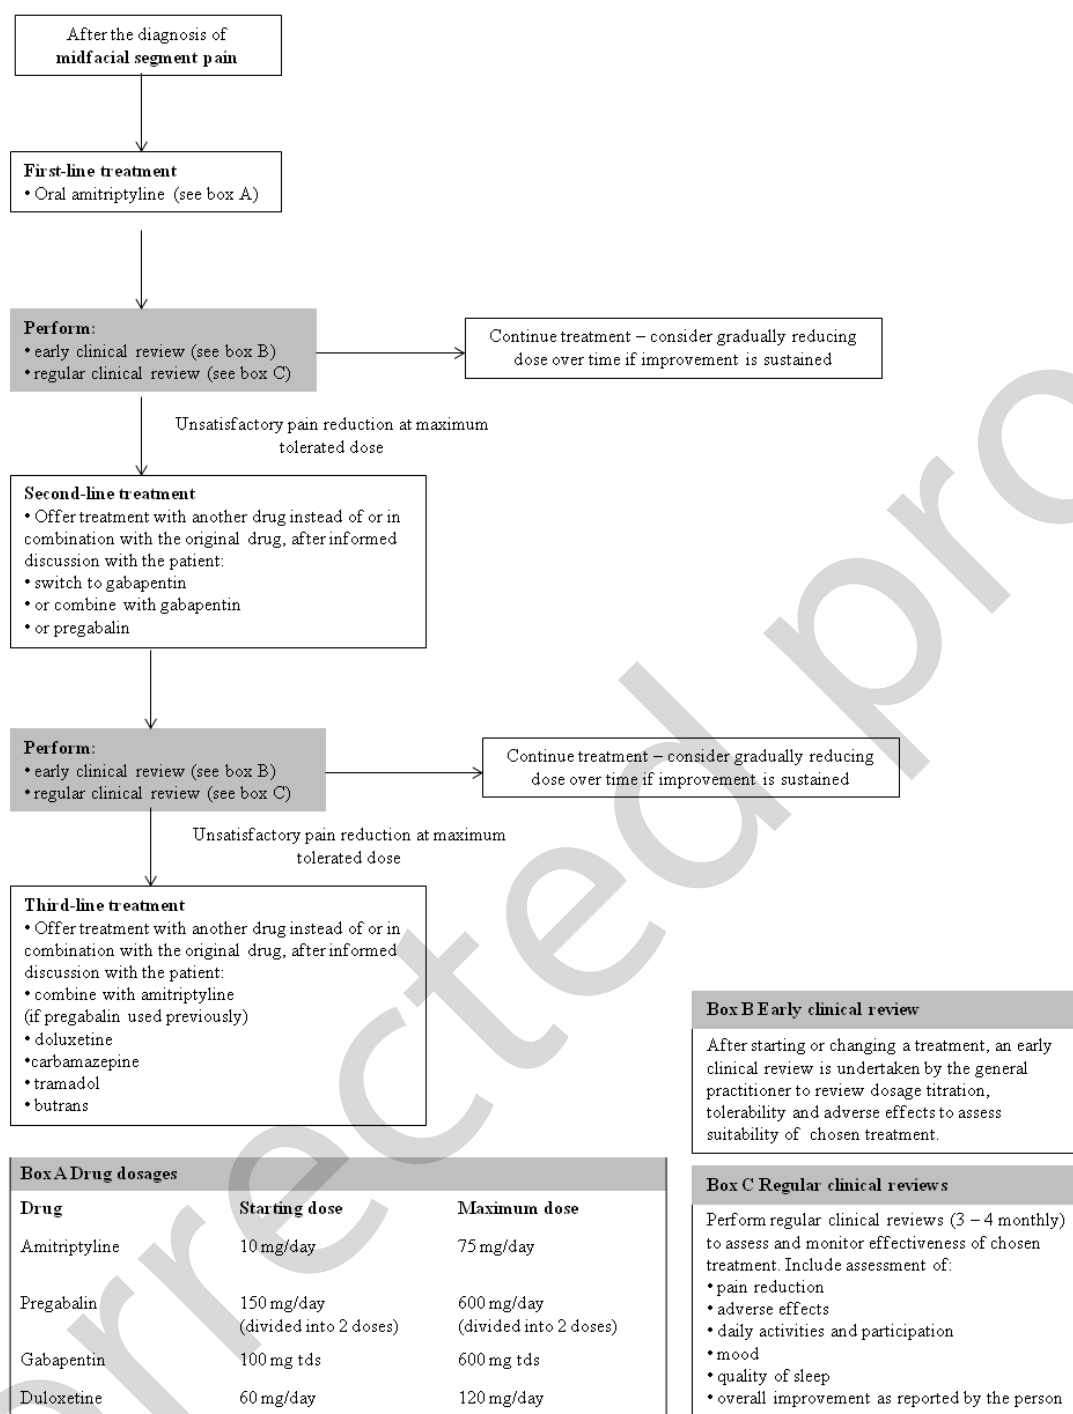 After the diagnosis of
midfacial segment pain
First-line treatment
• Oral amitriptyline (see box A)
Perform:
• early clinical review (see box B)
• regular clinical review (see box C)
Continue treatment – consider gradually reducing
dose over time if improvement is sustained
Unsatisfactory pain reduction at maximum
tolerated dose
Second-line treatment
• Offer treatment with another drug instead of or in
combination with the original drug, after informed
discussion with the patient:
• switch to gabapentin
• or combine with gabapentin
• or pregabalin
Perform:
• early clinical review (see box B)
• regular clinical review (see box C)
Continue treatment – consider gradually reducing
dose over time if improvement is sustained
Unsatisfactory pain reduction at maximum
tolerated dose
Third-line treatment
• Offer treatment with another drug instead of or in
combination with the original drug, after informed
discussion with the patient:
• combine with amitriptyline
(if pregabalin used previously)
• doluxetine
•carbamazepine
• tramadol
• butrans
Box B Early clinical review
After starting or changing a treatment, an early
clinical review is undertaken by the general
practitioner to review dosage titration,
tolerability and adverse effects to assess
suitability of chosen treatment.
Box A Drug dosages
Drug Starting dose Maximum dose
Amitriptyline 10 mg/day 75 mg/day
Pregabalin 150 mg/day 600 mg/day
(divided into 2 doses) (divided into 2 doses)
Gabapentin 100 mg tds 600 mg tds
Duloxetine 60 mg/day 120 mg/day
Box C Regular clinical reviews
Perform regular clinical reviews (3 – 4 monthly)
to assess and monitor effectiveness of chosen
treatment. Include assessment of:
• pain reduction
• adverse effects
• daily activities and participation
• mood
• quality of sleep
• overall improvement as reported by the person
rrected pro